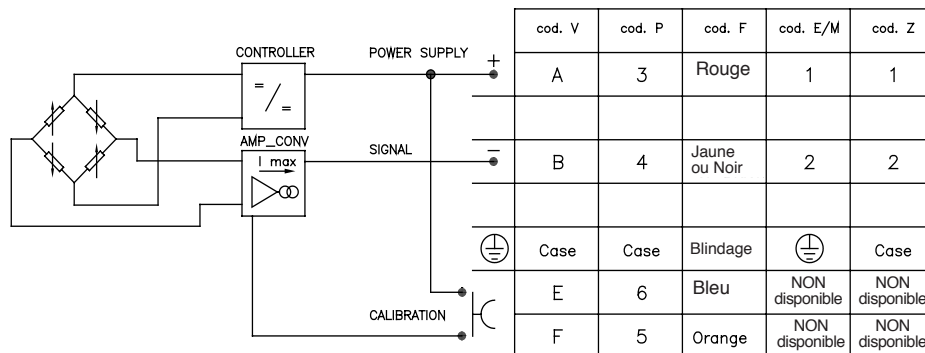 cod. V cod. P cod. F cod. E/M cod. Z
CONTROLLER
POWER SUPPLY
+
A 3 Rouge 1 1
= / =
AMP_CONV
I max
SIGNAL
−
B 4 Jaune ou Noir 2 2
Case Case Blindage Case
E 6 Bleu NON disponible NON disponible
CALIBRATION
F 5 Orange NON disponible NON disponible